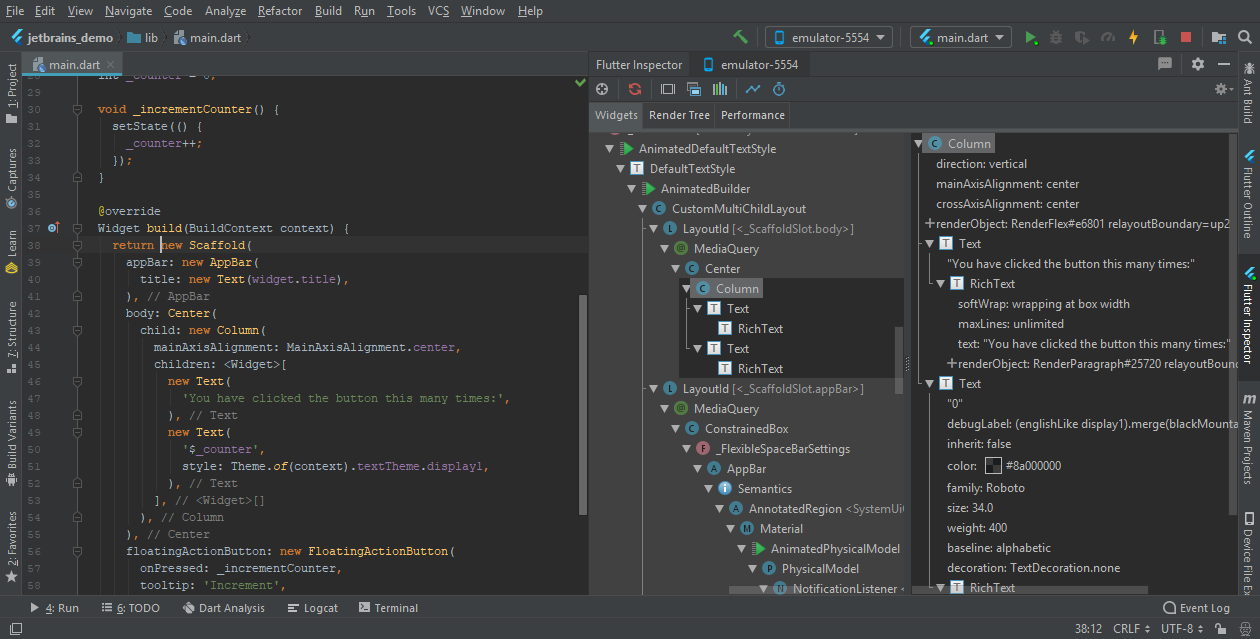 File Edit View Navigate Code Analyze Refactor Build Run Tools VCS Window Help
jetbrains_demo lib main.dart emulator-5554 main.dart
main.dart
Flutter Inspector emulator-5554
Widgets Render Tree Performance
1: Project
Captures
Learn
7: Structure
Build Variants
2: Favorites
28 int _counter = 0;
29
30 void _incrementCounter() {
31 setState(() {
32 _counter++;
33 });
34 }
35
36 @override
37 Widget build(BuildContext context) {
38 return new Scaffold(
39 appBar: new AppBar(
40 title: new Text(widget.title),
41 ), // AppBar
42 body: Center(
43 child: new Column(
44 mainAxisAlignment: MainAxisAlignment.center,
45 children: <Widget>[
46 new Text(
47 'You have clicked the button this many times:',
48 ), // Text
49 new Text(
50 '$_counter',
51 style: Theme.of(context).textTheme.display1,
52 ), // Text
53 ], // <Widget>[]
54 ), // Column
55 ), // Center
56 floatingActionButton: new FloatingActionButton(
57 onPressed: _incrementCounter,
58 tooltip: 'Increment',
AnimatedDefaultTextStyle
T DefaultTextStyle
AnimatedBuilder
C CustomMultiChildLayout
L LayoutId [<_ScaffoldSlot.body>]
@ MediaQuery
C Center
C Column
T Text
T RichText
T Text
T RichText
L LayoutId [<_ScaffoldSlot.appBar>]
@ MediaQuery
C ConstrainedBox
F _FlexibleSpaceBarSettings
A AppBar
i Semantics
A AnnotatedRegion <SystemUi
M Material
AnimatedPhysicalModel
P PhysicalModel
N NotificationListener <
C Column
direction: vertical
mainAxisAlignment: center
crossAxisAlignment: center
+renderObject: RenderFlex#e6801 relayoutBoundary=up2
T Text
"You have clicked the button this many times:"
T RichText
softWrap: wrapping at box width
maxLines: unlimited
text: "You have clicked the button this many times:"
+renderObject: RenderParagraph#25720 relayoutBoun
T Text
"0"
debugLabel: (englishLike display1).merge(blackMounta
inherit: false
color: #8a000000
family: Roboto
size: 34.0
weight: 400
baseline: alphabetic
decoration: TextDecoration.none
T RichText
Ant Build
Flutter Outline
Flutter Inspector
m Maven Projects
Device File Ex
4: Run 6: TODO Dart Analysis Logcat Terminal Event Log
38:12 CRLF UTF-8